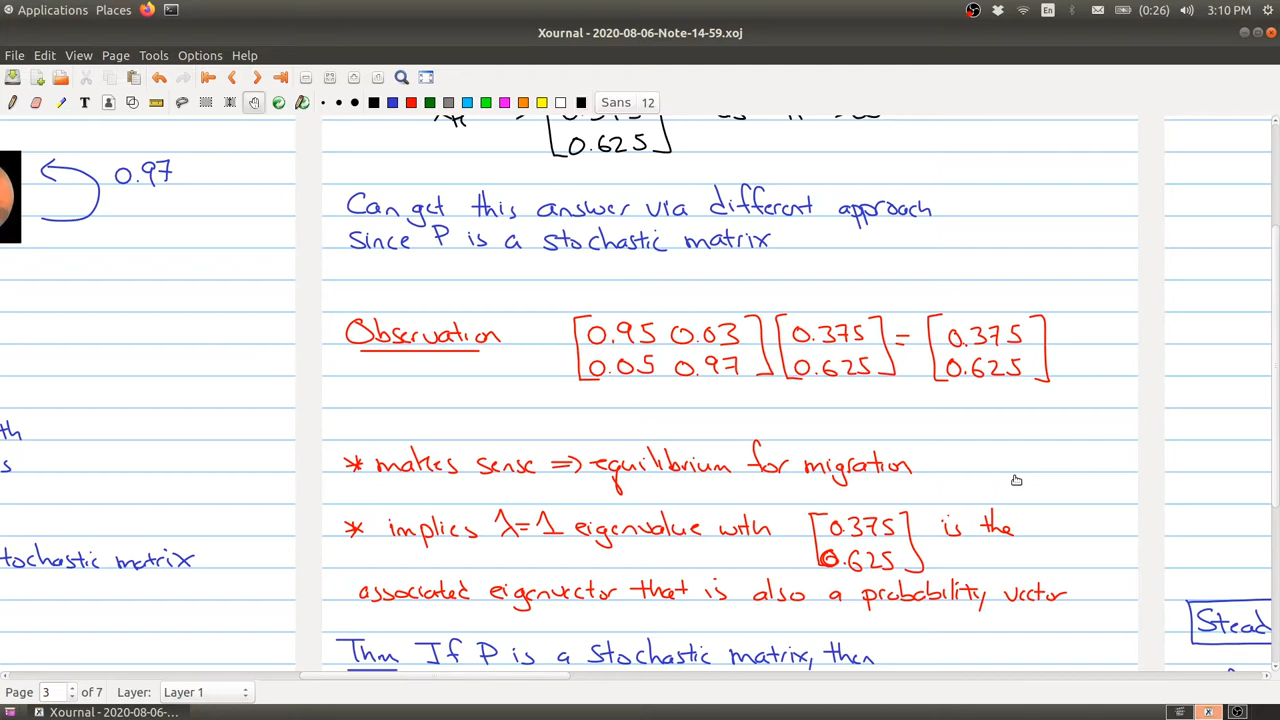 Applications Places
En
(0:26)
3:10 PM
Xournal - 2020-08-06-Note-14-59.xoj
File Edit View Page Tools Options Help
Sans 12
0.625
0.97
Can get this answer via different approach
since P is a stochastic matrix
Observation [0.95 0.03] [0.375] = [0.375]
[0.05 0.97] [0.625] [0.625]
th
* makes sense => equilibrium for migration
s
* implies λ=1 eigenvalue with [0.375] is the
[0.625]
tochastic matrix
associated eigenvector that is also a probability vector
Stead
Thm If P is a stochastic matrix, then
Page 3 of 7 Layer: Layer 1
Xournal - 2020-08-06-...